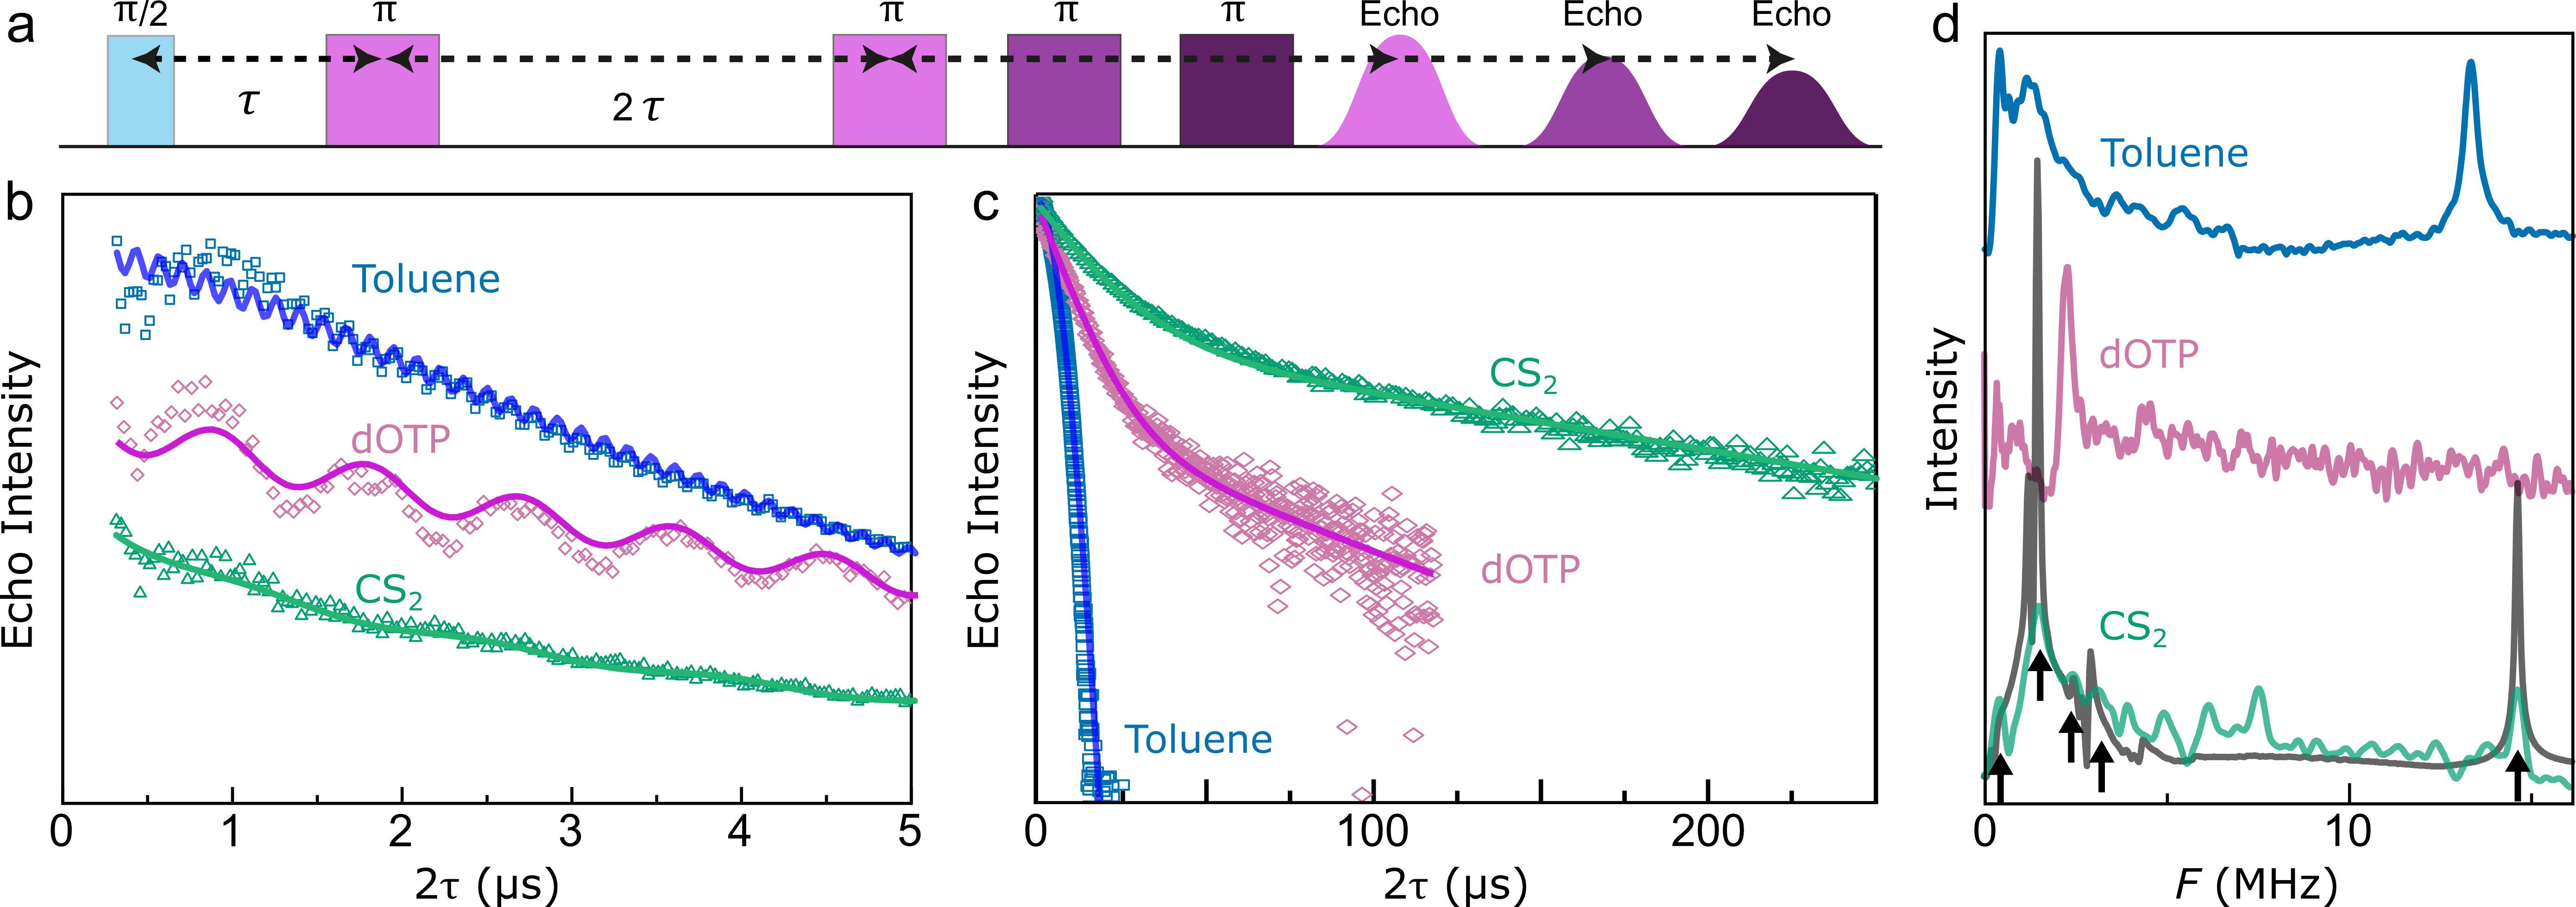 a
π/2
π
π
π
π
Echo
Echo
Echo
τ
2 τ
b
Echo Intensity
Toluene
dOTP
CS2
0
1
2
3
4
5
2τ (μs)
c
Echo Intensity
CS2
dOTP
Toluene
0
100
200
2τ (μs)
d
Intensity
Toluene
dOTP
CS2
0
10
F (MHz)